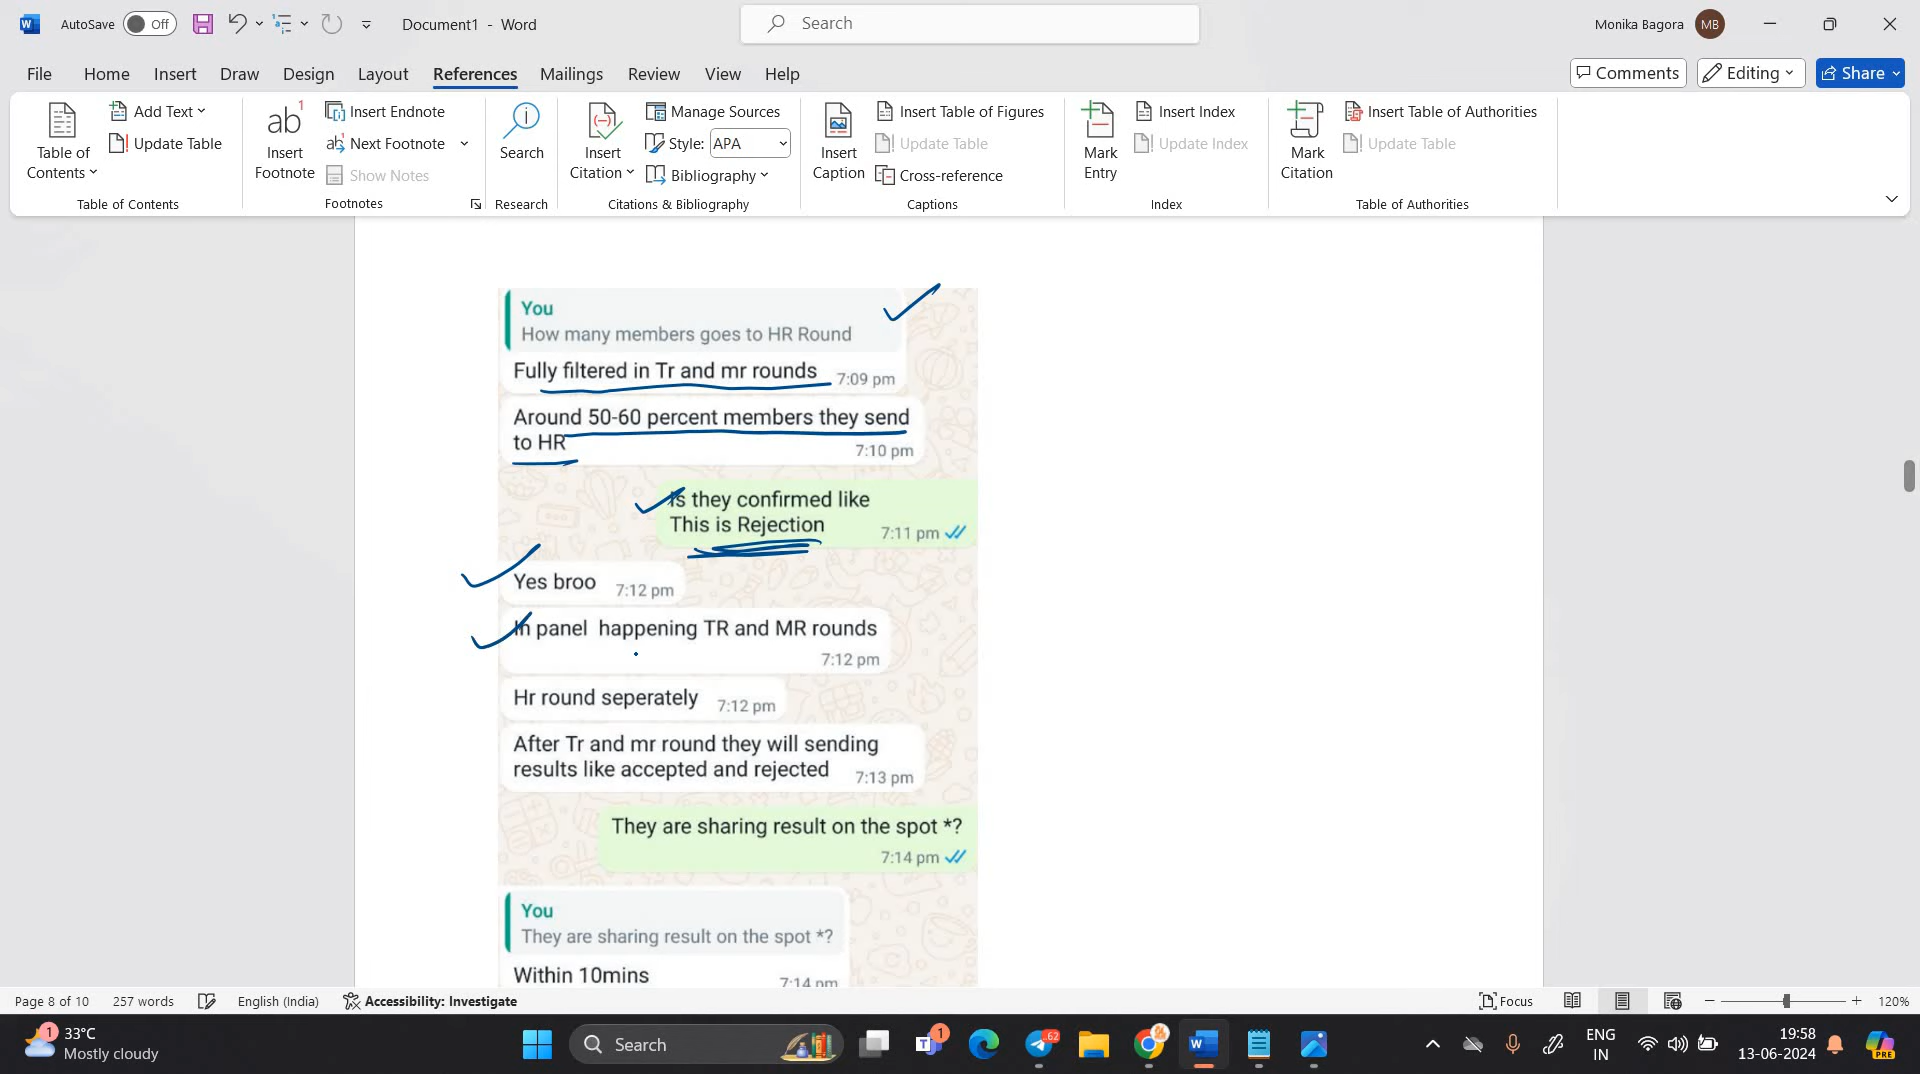 AutoSave Off Document1 - Word Search Monika Bagora MB
File Home Insert Draw Design Layout References Mailings Review View Help Comments Editing Share
Table of Contents
Add Text
Update Table
Table of Contents
ab 1
Insert Footnote
Insert Endnote
Next Footnote
Show Notes
Footnotes
Search
Research
Insert Citation
Manage Sources
Style: APA
Bibliography
Citations & Bibliography
Insert Caption
Insert Table of Figures
Update Table
Cross-reference
Captions
Mark Entry
Insert Index
Update Index
Index
Mark Citation
Insert Table of Authorities
Update Table
Table of Authorities
You
How many members goes to HR Round
Fully filtered in Tr and mr rounds 7:09 pm
Around 50-60 percent members they send
to HR 7:10 pm
Is they confirmed like
This is Rejection 7:11 pm
Yes broo 7:12 pm
In panel happening TR and MR rounds
7:12 pm
Hr round seperately 7:12 pm
After Tr and mr round they will sending
results like accepted and rejected 7:13 pm
They are sharing result on the spot *?
7:14 pm
You
They are sharing result on the spot *?
Within 10mins 7:14 pm
Page 8 of 10 257 words English (India) Accessibility: Investigate Focus 120%
1 33°C
Mostly cloudy
Search
1
62
ENG
IN
19:58
13-06-2024
PRE